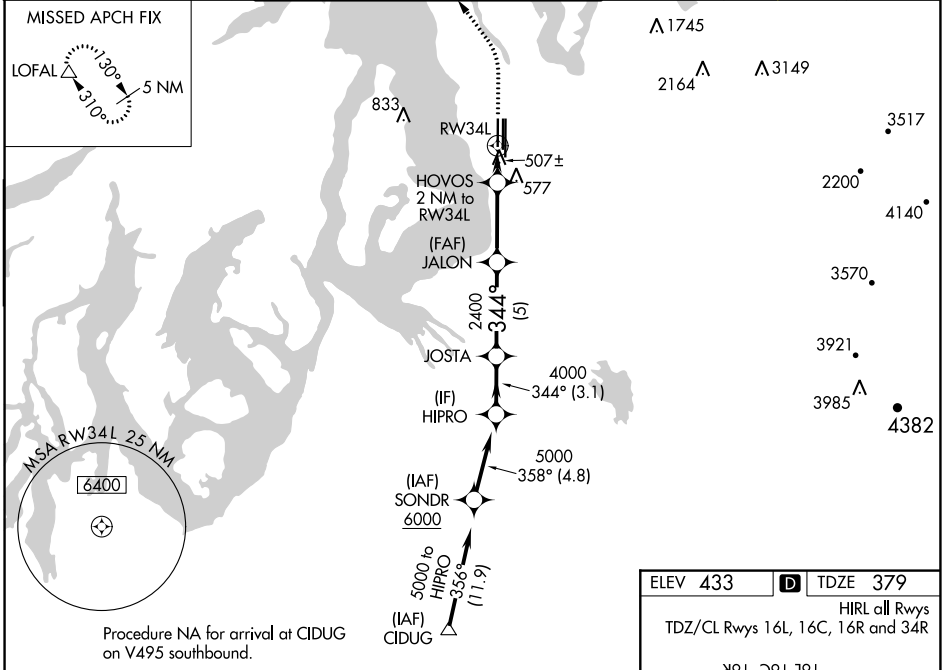 MISSED APCH FIX
LOFAL
130°
310°
5 NM
1745
2164
3149
833
3517
RW34L
507±
577
HOVOS
2 NM to
RW34L
2200
4140
(FAF)
JALON
3570
2400
344°
(5)
JOSTA
3921
4000
344° (3.1)
(IF)
HIPRO
3985
4382
MSA RW34L 25 NM
6400
5000
358° (4.8)
(IAF)
SONDR
6000
5000 to
HIPRO
356°
(11.9)
(IAF)
CIDUG
Procedure NA for arrival at CIDUG
on V495 southbound.
ELEV 433 D TDZE 379
HIRL all Rwys
TDZ/CL Rwys 16L, 16C, 16R and 34R